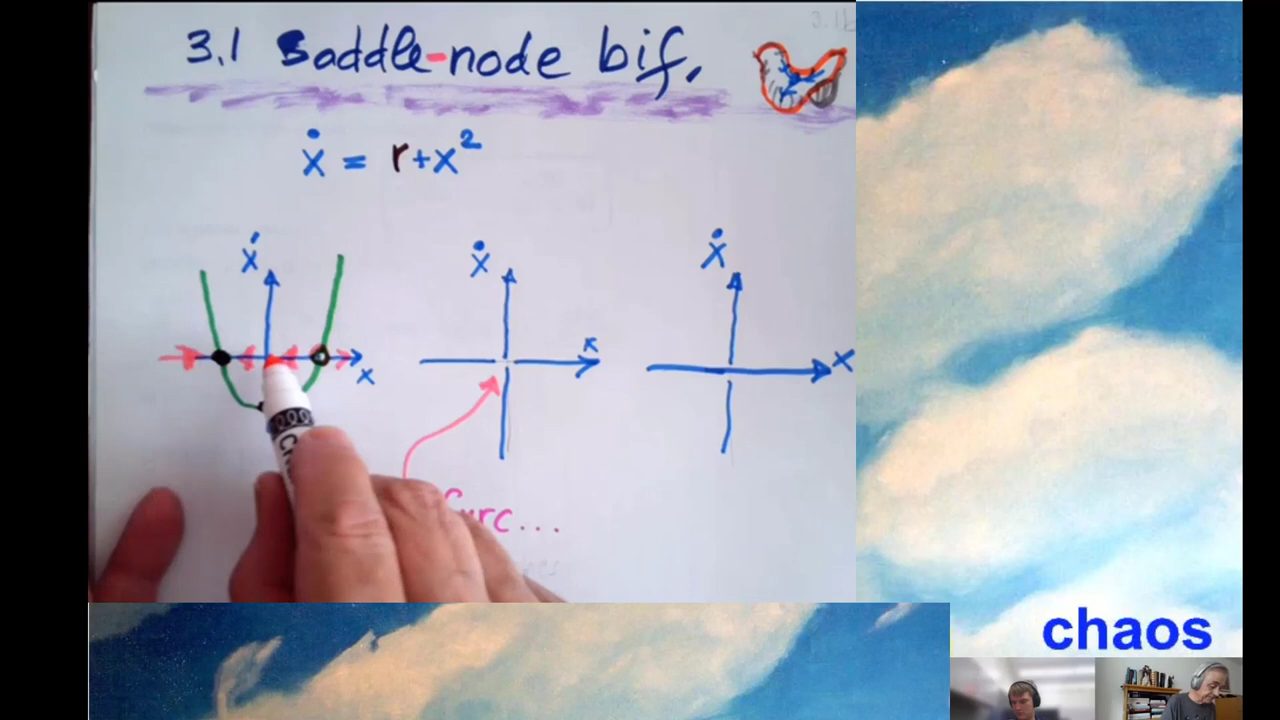 3.1 Saddle-node bif.
ẋ = r+x²
ẋ
ẋ
ẋ
x
x
x
chaos